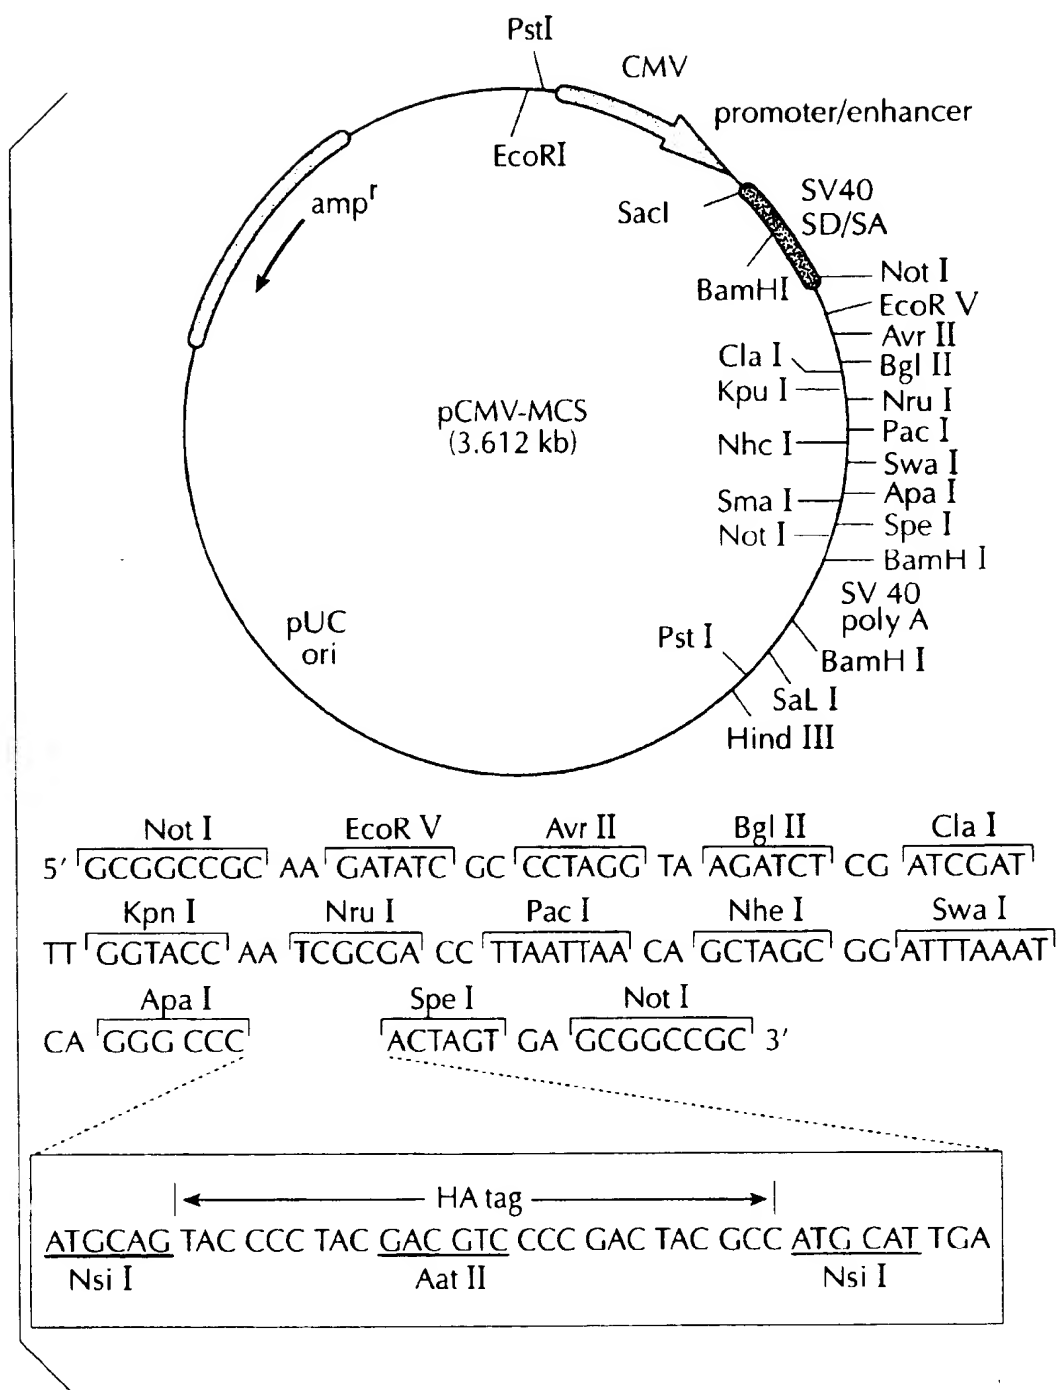 PstI
CMV
promoter/enhancer
EcoRI
amp^r
SacI
SV40
SD/SA
BamHI
Not I
EcoR V
Avr II
Cla I
Bgl II
Kpu I
Nru I
pCMV-MCS
(3.612 kb)
Pac I
Nhc I
Swa I
Sma I
Apa I
Not I
Spe I
BamH I
SV 40
poly A
pUC
ori
Pst I
BamH I
SaL I
Hind III
Not I EcoR V Avr II Bgl II Cla I
5' GCGGCCGC AA GATATC GC CCTAGG TA AGATCT CG ATCGAT
Kpn I Nru I Pac I Nhe I Swa I
TT GGTACC AA TCGCGA CC TTAATTAA CA GCTAGC GG ATTTAAAT
Apa I Spe I Not I
CA GGG CCC ACTAGT GA GCGGCCGC 3'
HA tag
ATGCAG TAC CCC TAC GAC GTC CCC GAC TAC GCC ATG CAT TGA
Nsi I Aat II Nsi I